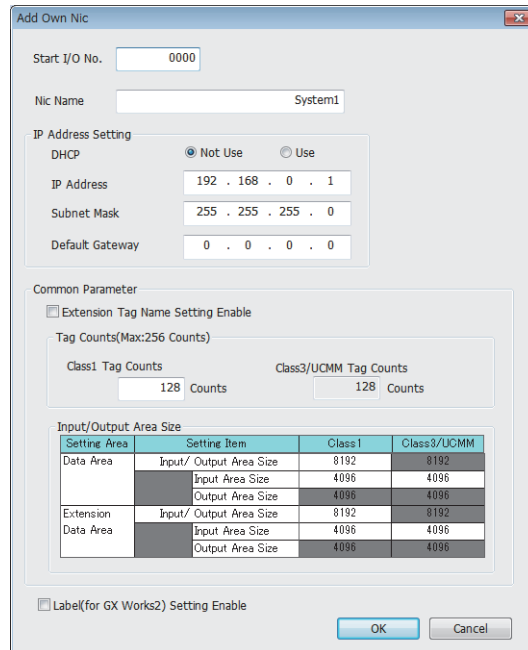 Add Own Nic
Start I/O No. 0000
Nic Name System1
IP Address Setting
DHCP Not Use Use
IP Address 192 . 168 . 0 . 1
Subnet Mask 255 . 255 . 255 . 0
Default Gateway 0 . 0 . 0 . 0
Common Parameter
Extension Tag Name Setting Enable
Tag Counts(Max:256 Counts)
Class1 Tag Counts Class3/UCMM Tag Counts
128 Counts 128 Counts
Input/Output Area Size
Setting Area Setting Item Class1 Class3/UCMM
Data Area Input/ Output Area Size 8192 8192
Input Area Size 4096 4096
Output Area Size 4096 4096
Extension Input/ Output Area Size 8192 8192
Data Area Input Area Size 4096 4096
Output Area Size 4096 4096
Label(for GX Works2) Setting Enable
OK Cancel